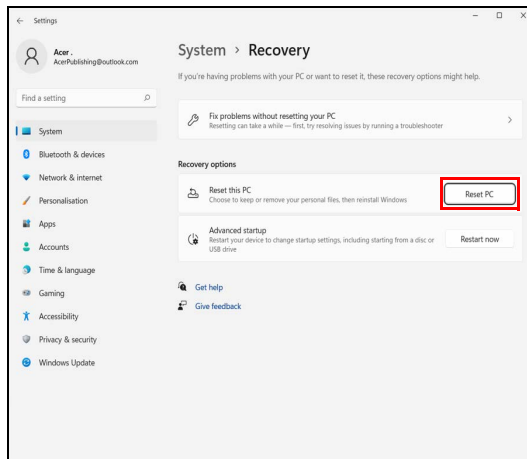 Settings
Acer .
AcerPublishing@outlook.com
Find a setting
System
Bluetooth & devices
Network & internet
Personalisation
Apps
Accounts
Time & language
Gaming
Accessibility
Privacy & security
Windows Update
System > Recovery
If you're having problems with your PC or want to reset it, these recovery options might help.
Fix problems without resetting your PC
Resetting can take a while — first, try resolving issues by running a troubleshooter
Recovery options
Reset this PC
Choose to keep or remove your personal files, then reinstall Windows
Reset PC
Advanced startup
Restart your device to change startup settings, including starting from a disc or
USB drive
Restart now
Get help
Give feedback